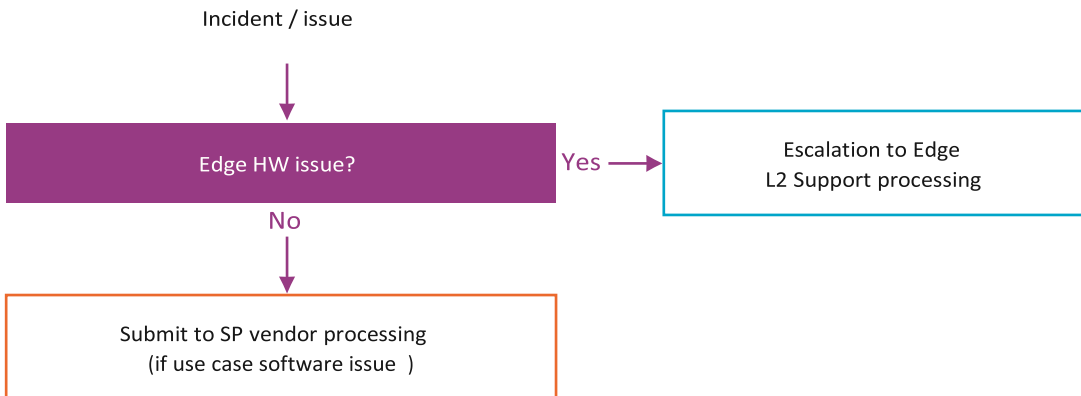 Incident / issue
Edge HW issue?
Yes
Escalation to Edge
L2 Support processing
No
Submit to SP vendor processing
(if use case software issue  )